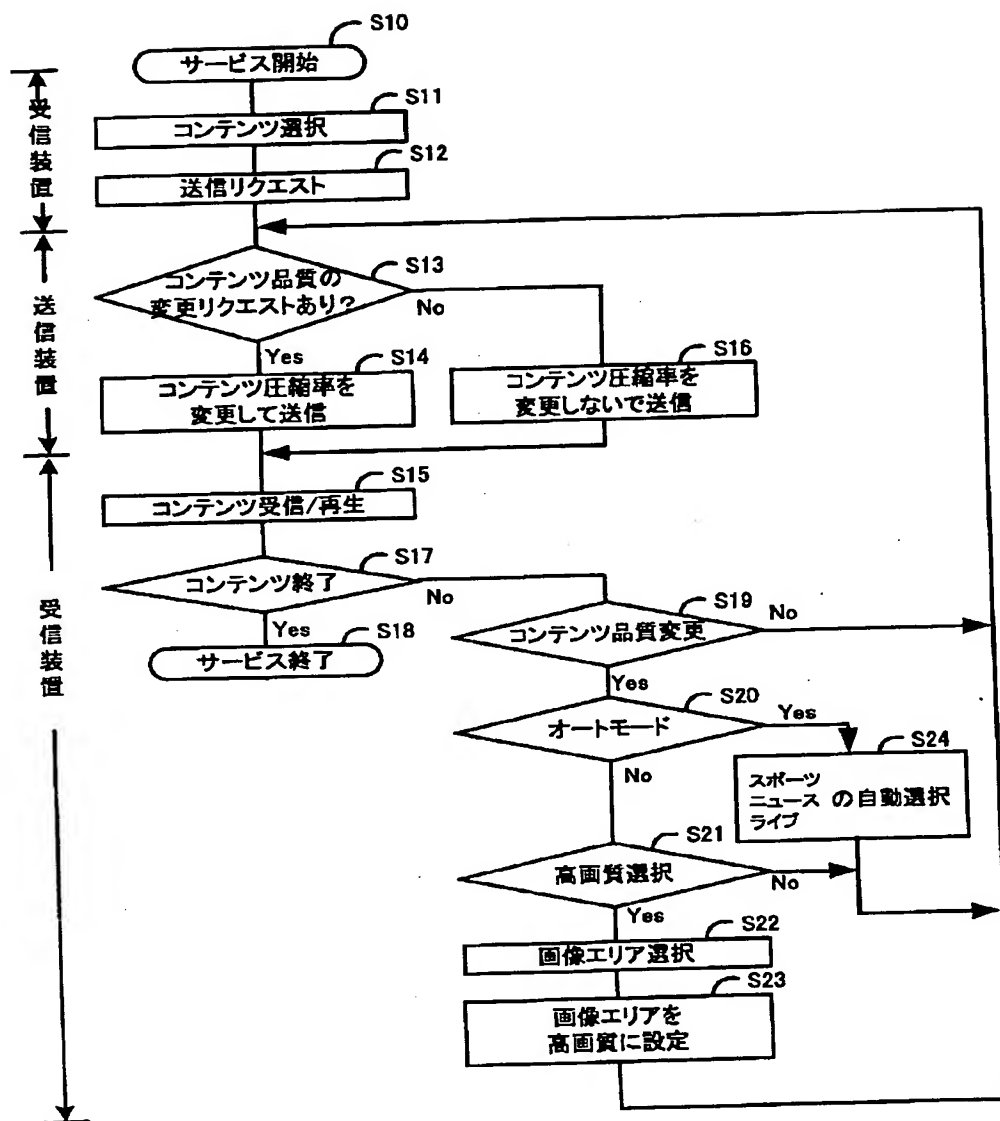 S10
サービス開始
S11
コンテンツ選択
S12
送信リクエスト
受信装置
S13
コンテンツ品質の
変更リクエストあり？
No
Yes
S14
コンテンツ圧縮率を
変更して送信
S16
コンテンツ圧縮率を
変更しないで送信
送信装置
S15
コンテンツ受信/再生
S17
コンテンツ終了
No
Yes
S18
サービス終了
S19
コンテンツ品質変更
No
Yes
S20
オートモード
Yes
No
S24
スポーツ
ニュース の自動選択
ライブ
S21
高画質選択
No
Yes
S22
画像エリア選択
S23
画像エリアを
高画質に設定
受信装置